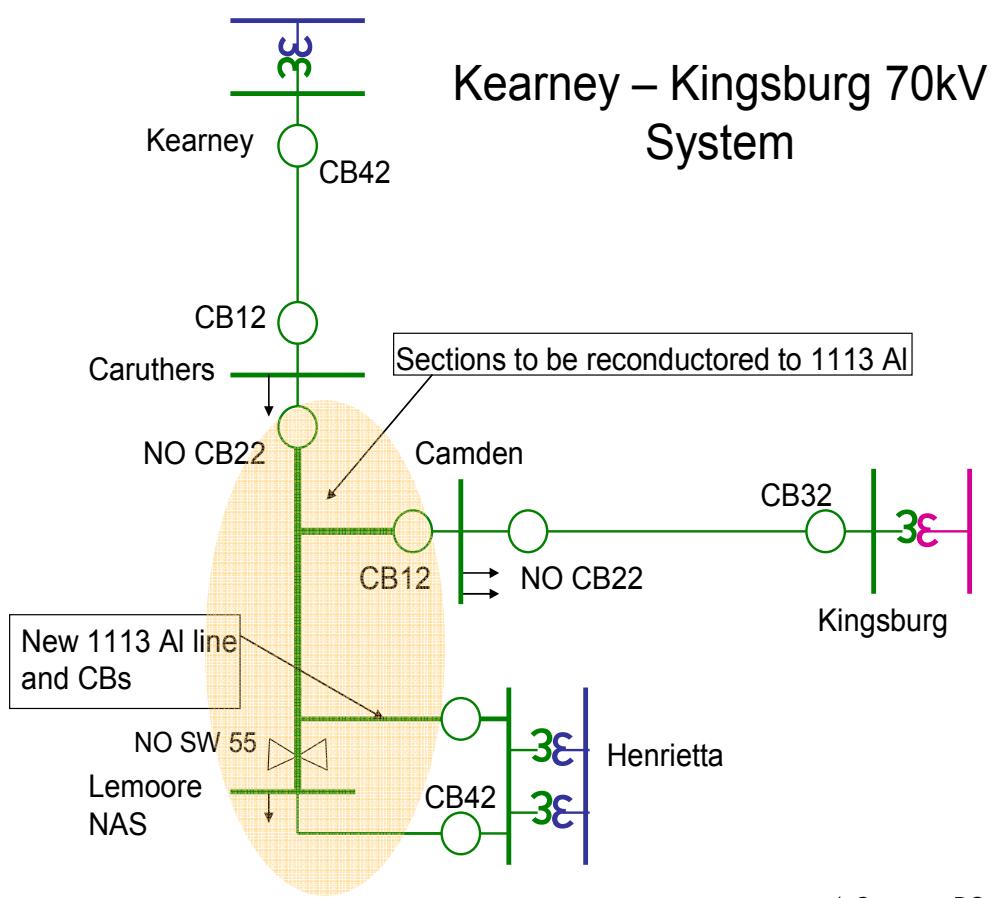 Kearney – Kingsburg 70kV
System
Kearney
CB42
CB12
Caruthers
Sections to be reconductored to 1113 Al
NO CB22
Camden
CB32
CB12
NO CB22
Kingsburg
New 1113 Al line
and CBs
NO SW 55
Henrietta
Lemoore
NAS
CB42